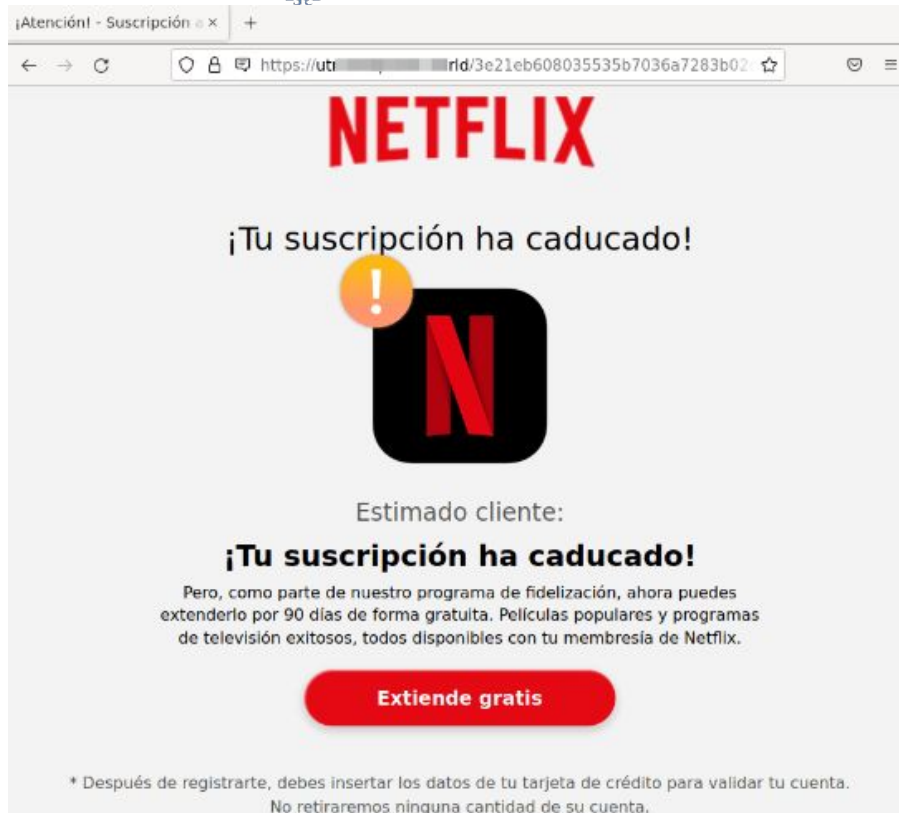 ¡Atención! - Suscripción
https://ut rld/3e21eb608035535b7036a7283b02
NETFLIX
¡Tu suscripción ha caducado!
!
N
Estimado cliente:
¡Tu suscripción ha caducado!
Pero, como parte de nuestro programa de fidelización, ahora puedes
extenderlo por 90 días de forma gratuita. Películas populares y programas
de televisión exitosos, todos disponibles con tu membresía de Netflix.
Extiende gratis
* Después de registrarte, debes insertar los datos de tu tarjeta de crédito para validar tu cuenta.
No retiraremos ninguna cantidad de su cuenta.